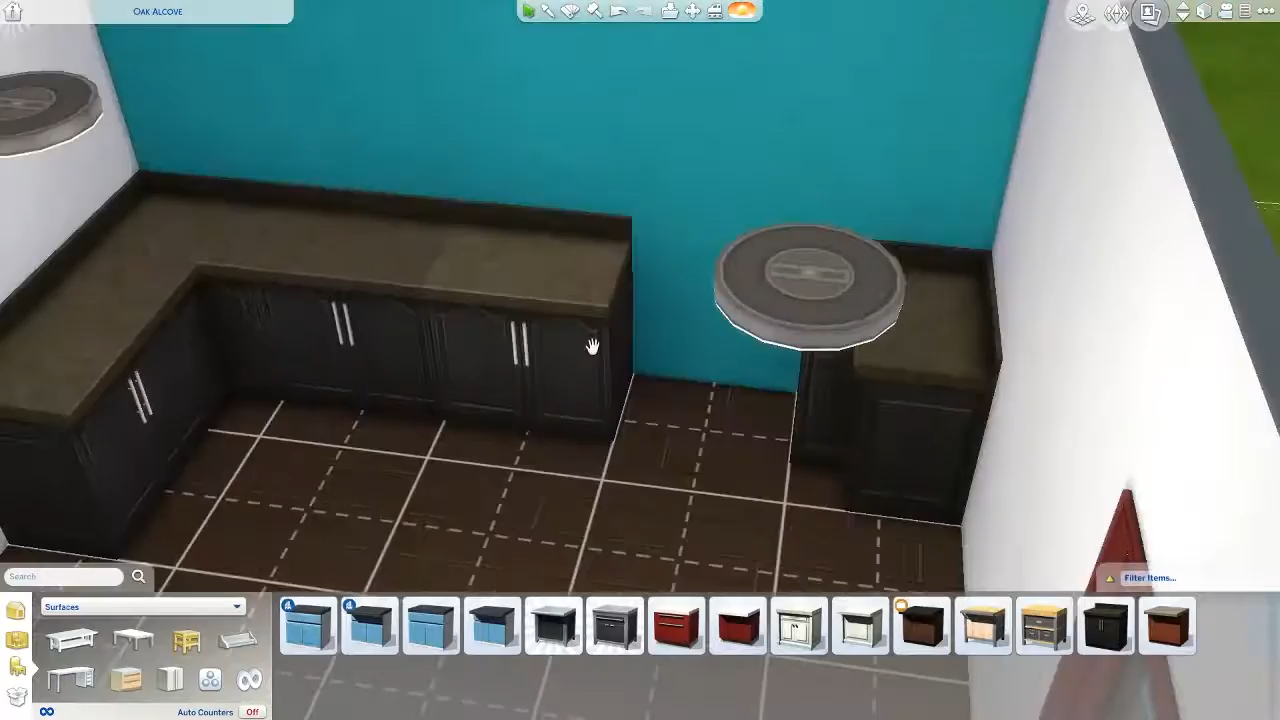 Oak Alcove
Search
Filter Items...
Surfaces
Auto Counters Off